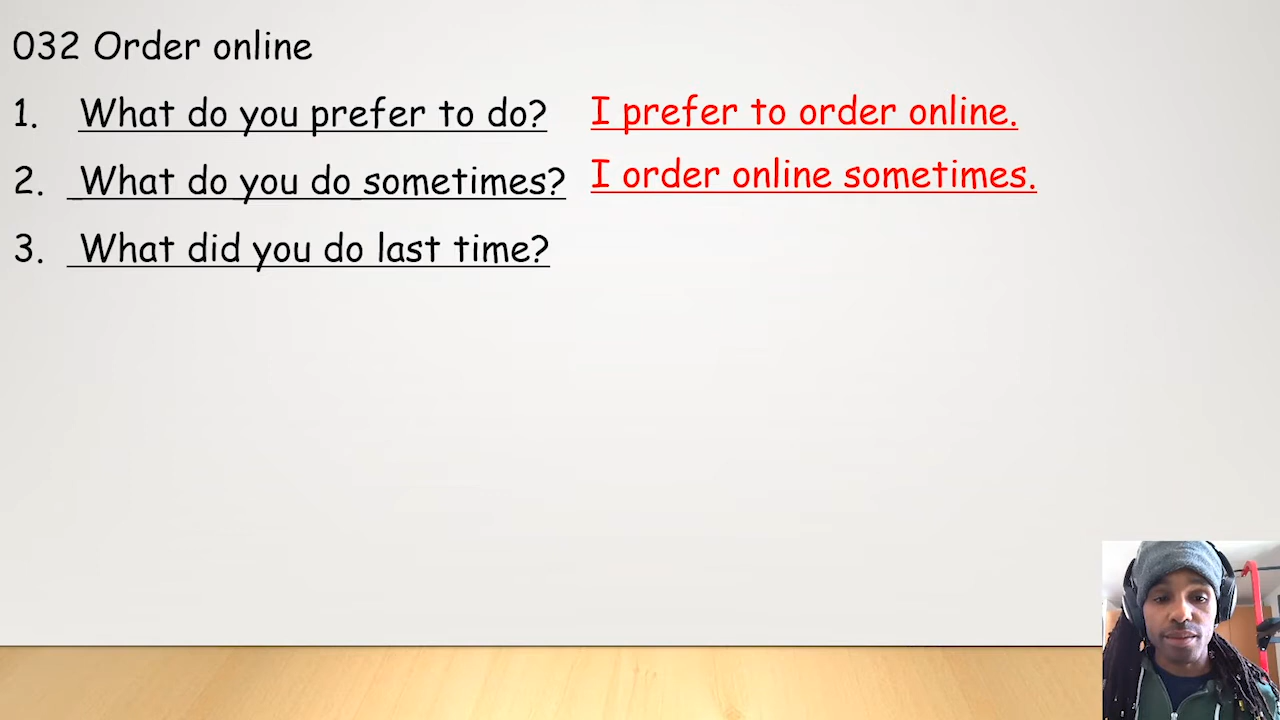 032 Order online
1. What do you prefer to do? I prefer to order online.
2. What do you do sometimes? I order online sometimes.
3. What did you do last time?